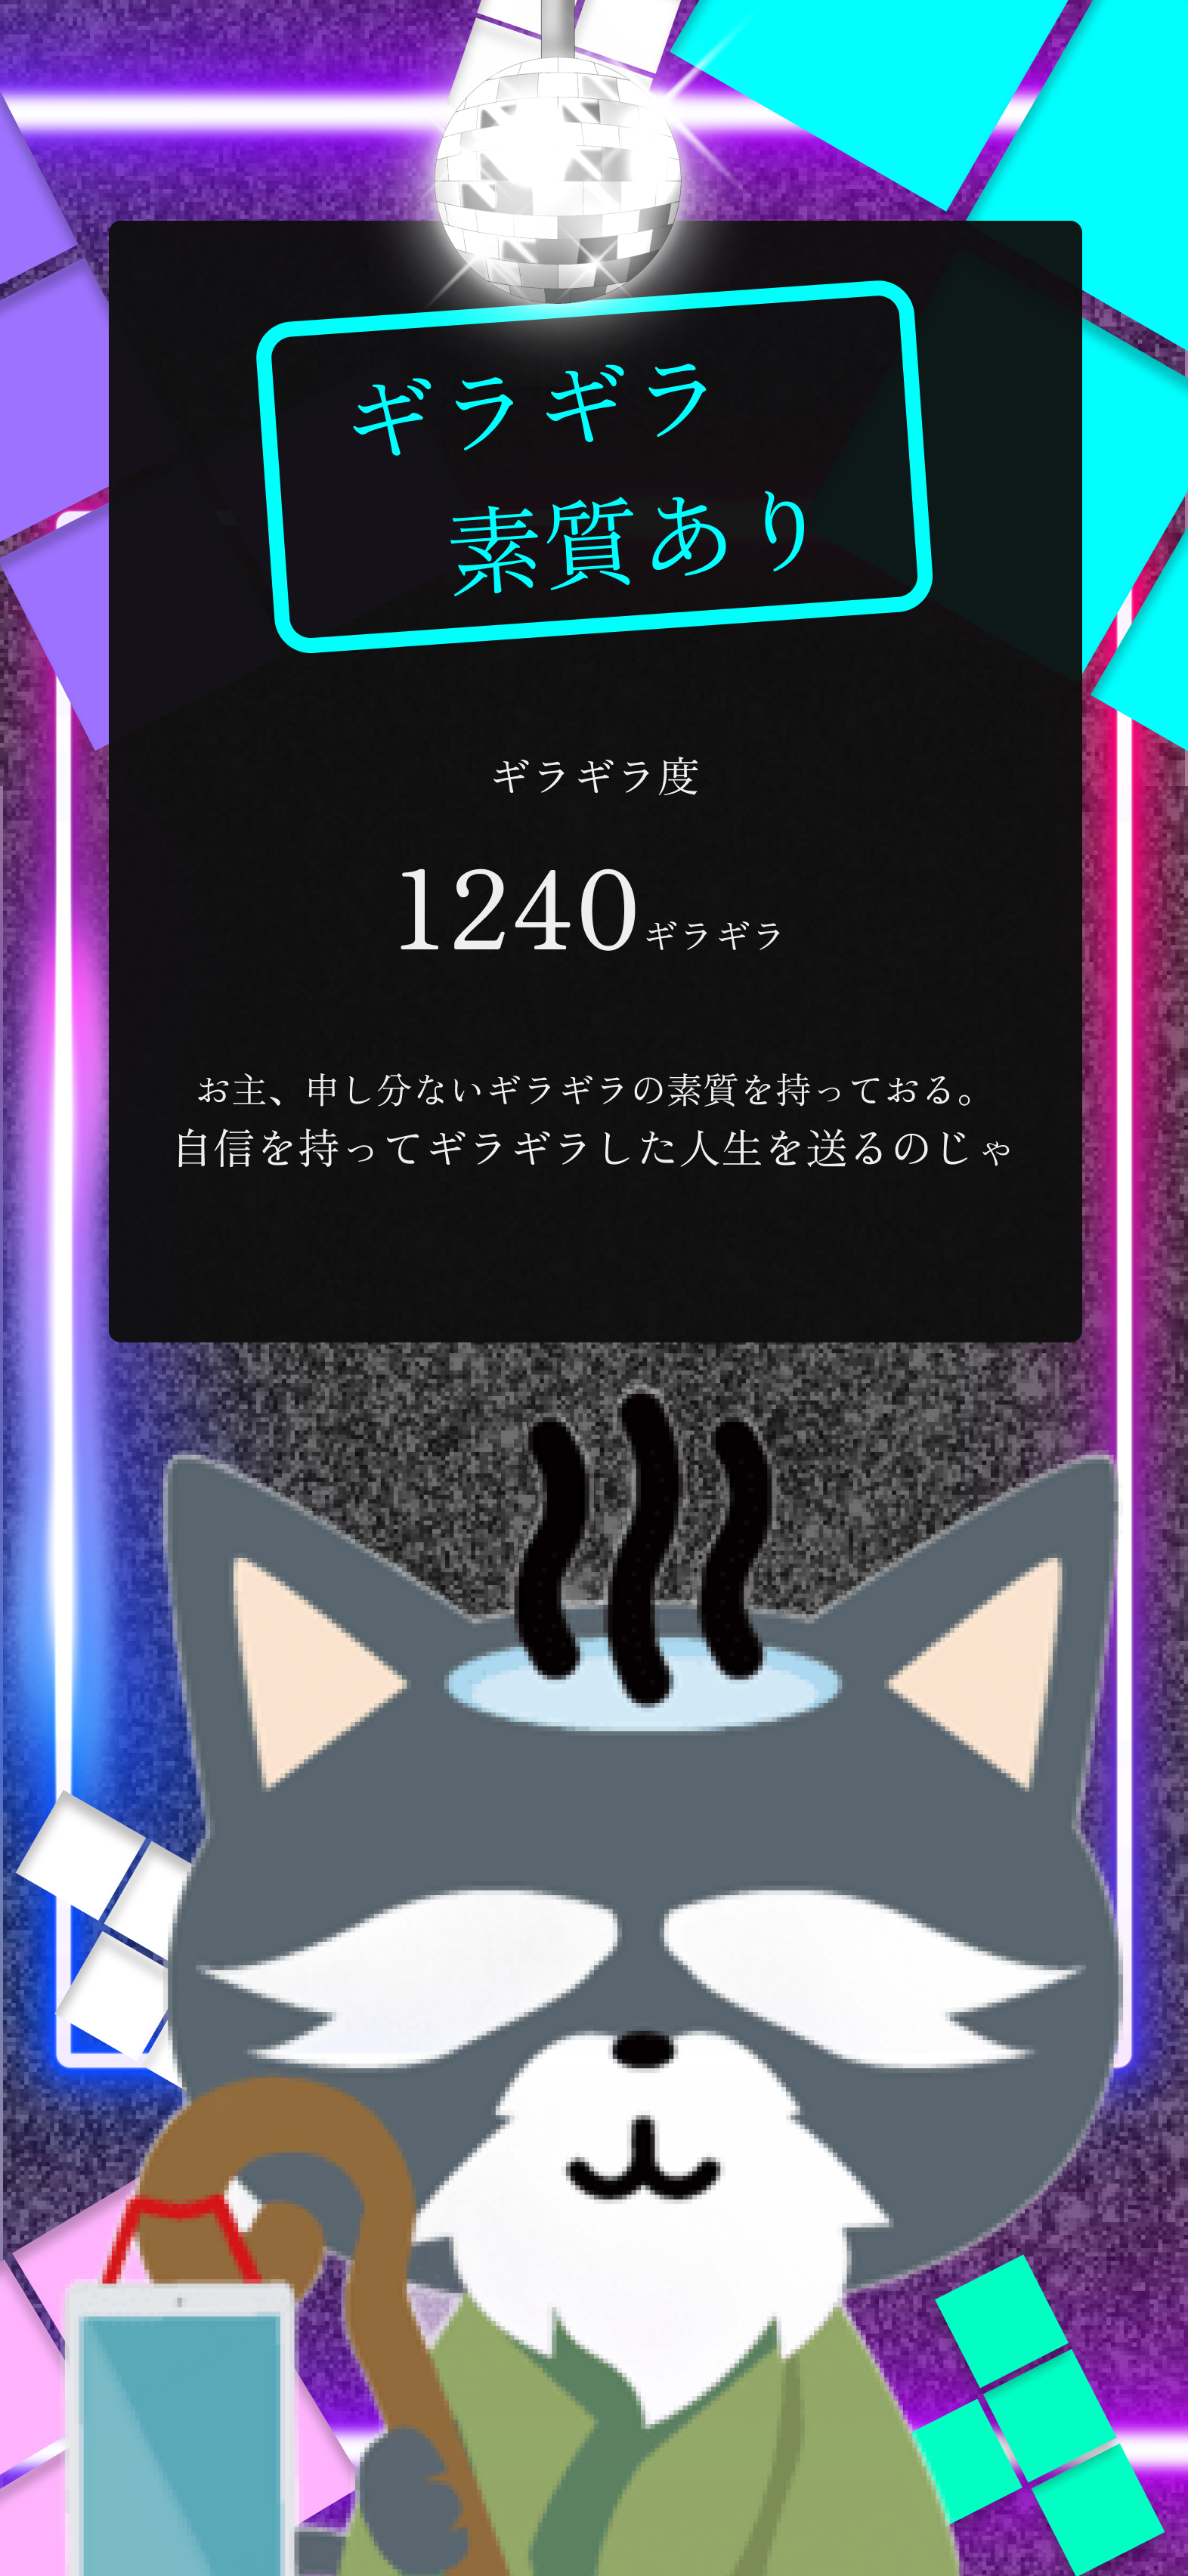 ギラギラ
素質あり
ギラギラ度
1240ギラギラ
お主、申し分ないギラギラの素質を持っておる。
自信を持ってギラギラした人生を送るのじゃ